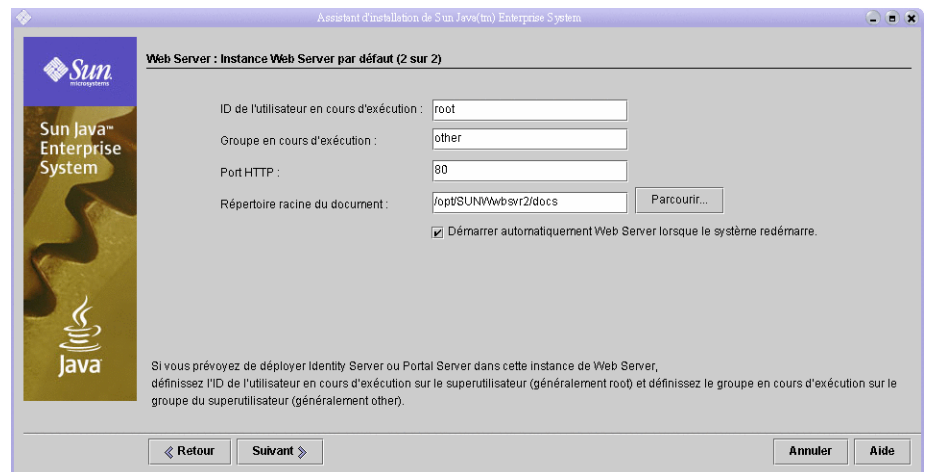 Assistant d'installation de Sun Java(tm) Enterprise System
Sun
microsystems
Sun Java™
Enterprise
System
Java
Web Server : Instance Web Server par défaut (2 sur 2)
ID de l'utilisateur en cours d'exécution : root
Groupe en cours d'exécution : other
Port HTTP : 80
Répertoire racine du document : /opt/SUNWwbsvr2/docs Parcourir...
Démarrer automatiquement Web Server lorsque le système redémarre.
Si vous prévoyez de déployer Identity Server ou Portal Server dans cette instance de Web Server,
définissez l'ID de l'utilisateur en cours d'exécution sur le superutilisateur (généralement root) et définissez le groupe en cours d'exécution sur le
groupe du superutilisateur (généralement other).
Retour Suivant Annuler Aide